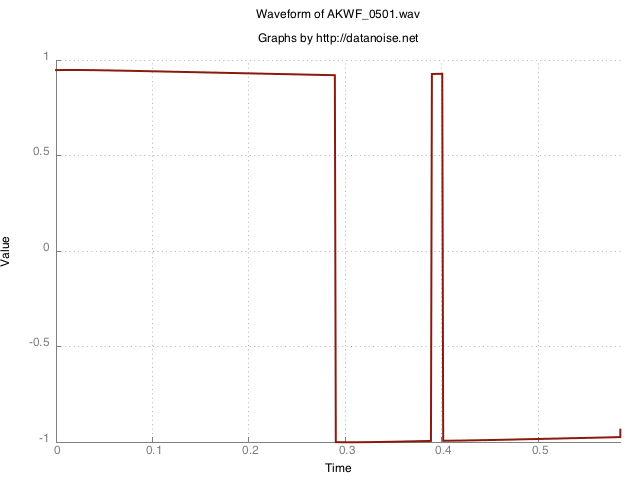 Waveform of AKWF_0501.wav
Graphs by http://datanoise.net
1
0.5
0
-0.5
-1
Value
0 0.1 0.2 0.3 0.4 0.5
Time